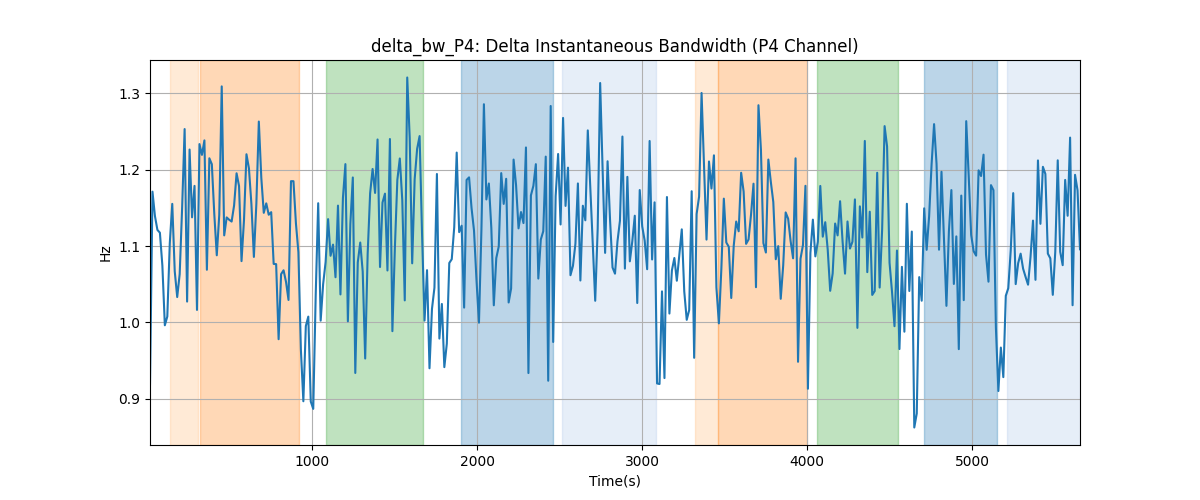 delta_bw_P4: Delta Instantaneous Bandwidth (P4 Channel)
1.3
1.2
1.1
1.0
0.9
Hz
1000 2000 3000 4000 5000
Time(s)